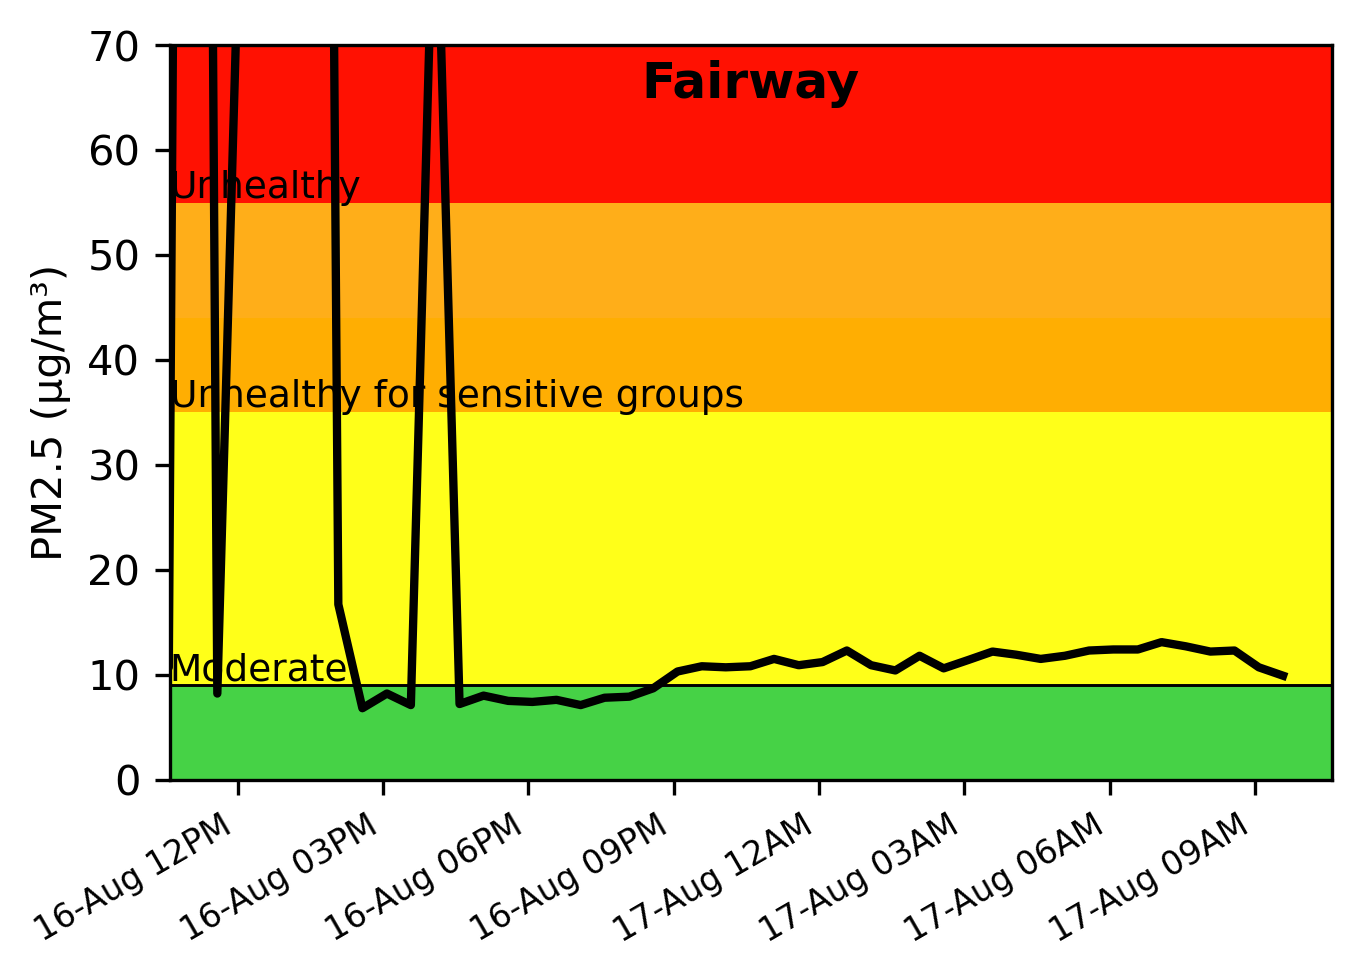 Fairway
PM2.5 (µg/m³)
70
60
50
40
30
20
10
0
Unhealthy
Unhealthy for sensitive groups
Moderate
16-Aug 12PM
16-Aug 03PM
16-Aug 06PM
16-Aug 09PM
17-Aug 12AM
17-Aug 03AM
17-Aug 06AM
17-Aug 09AM